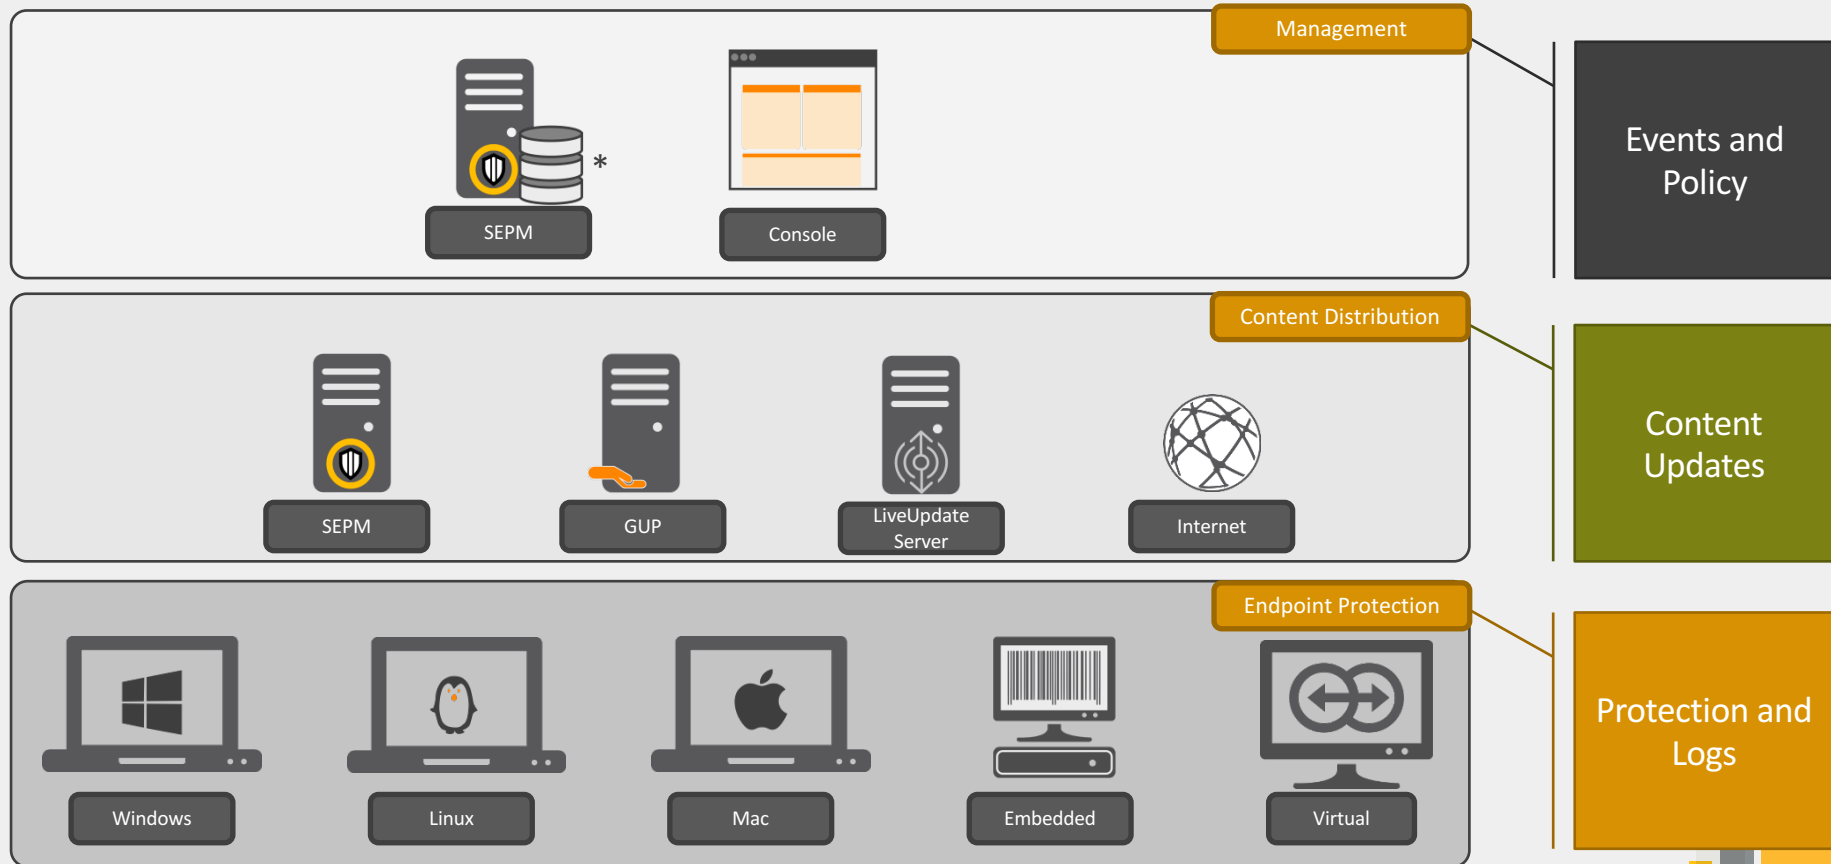 Management
*
SEPM
Console
Events and
Policy
Content Distribution
SEPM
GUP
LiveUpdate
Server
Internet
Content
Updates
Endpoint Protection
Windows
Linux
Mac
Embedded
Virtual
Protection and
Logs